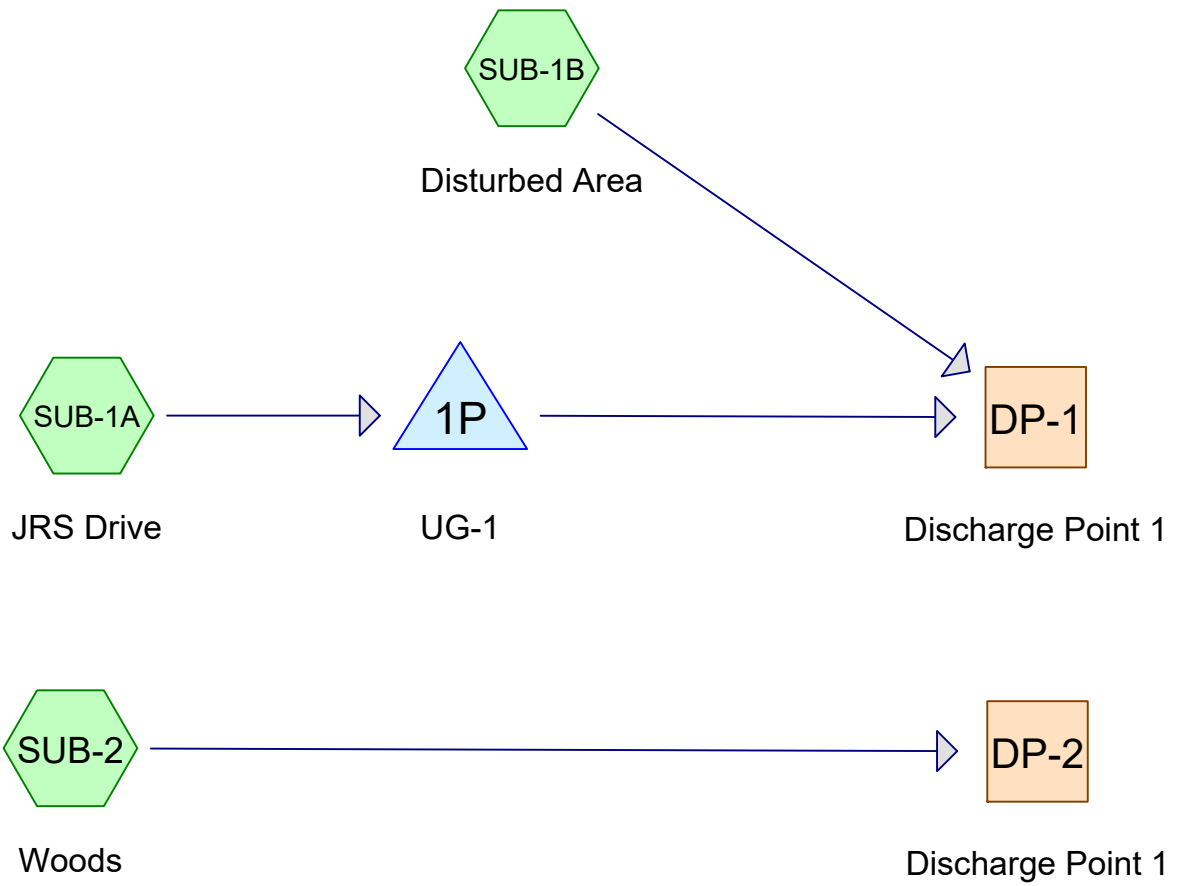 SUB-1B
Disturbed Area
SUB-1A
1P
DP-1
JRS Drive
UG-1
Discharge Point 1
SUB-2
DP-2
Woods
Discharge Point 1